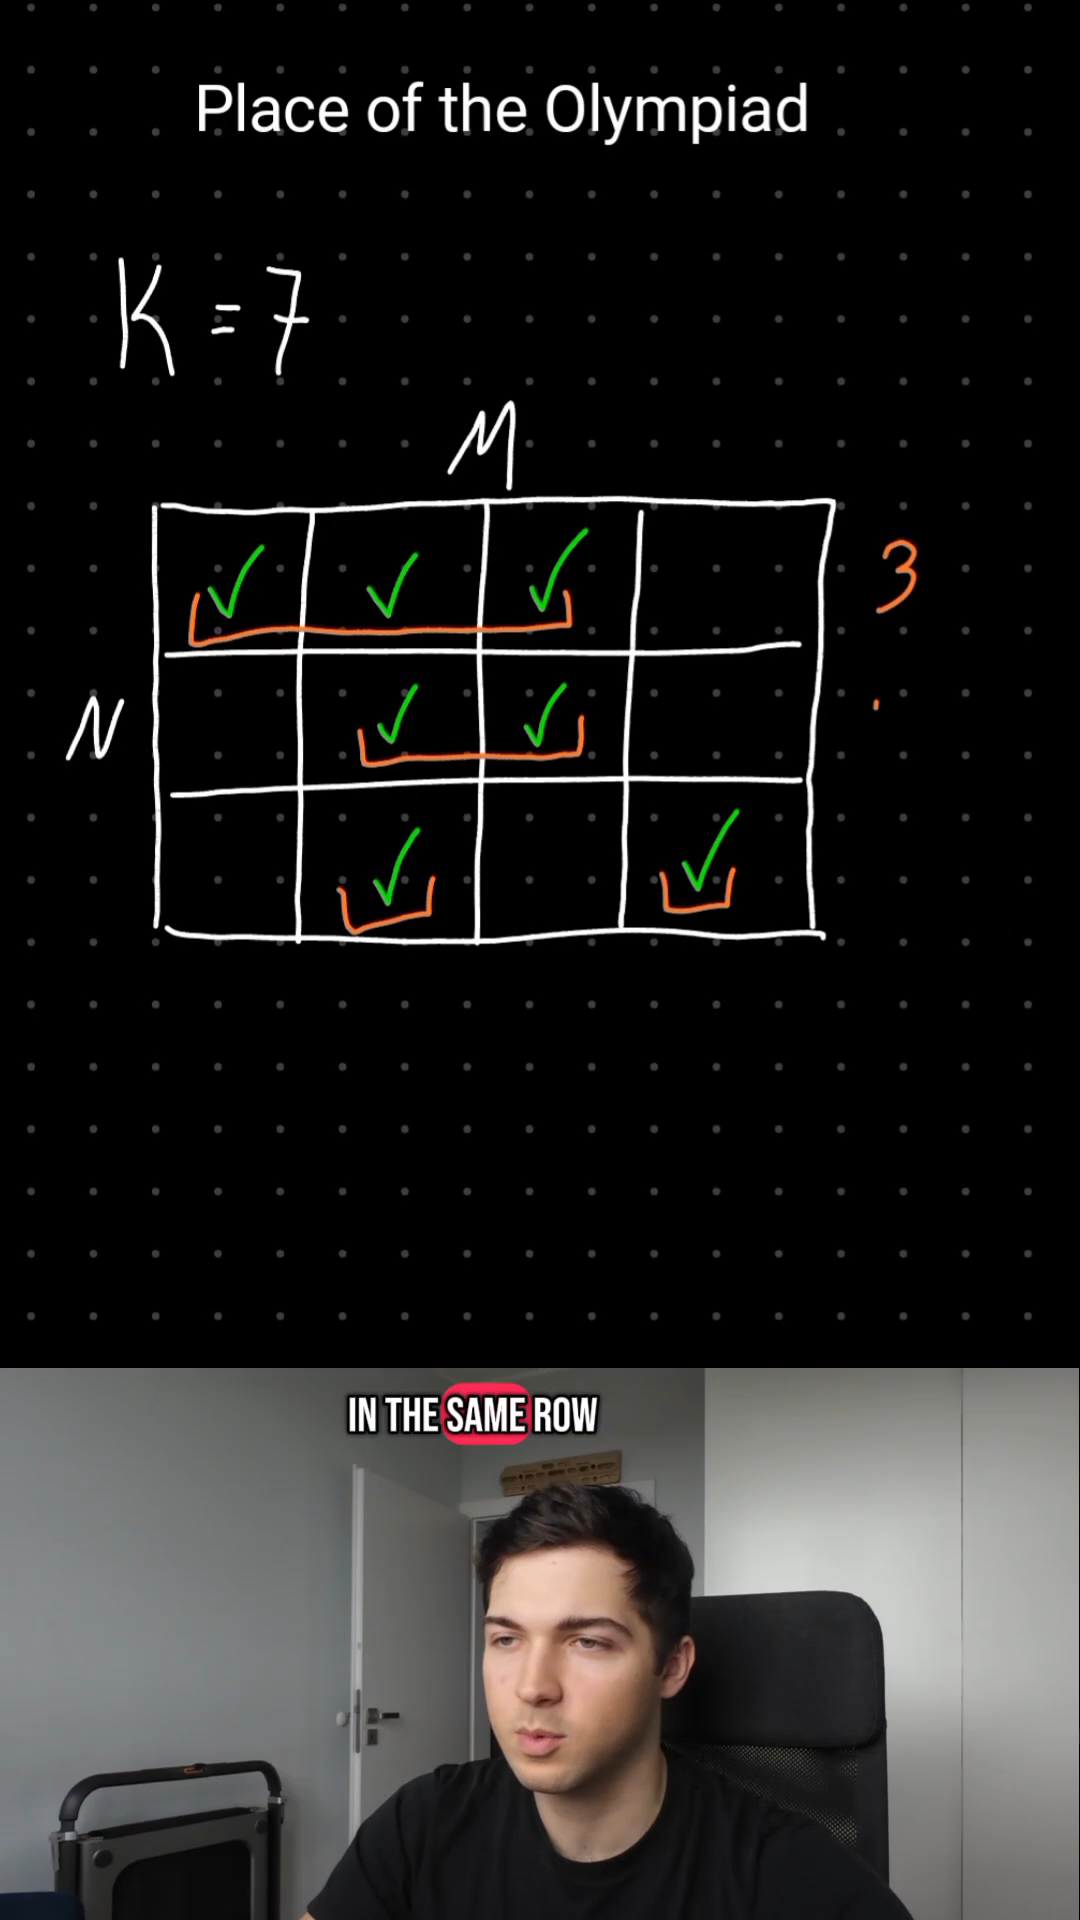 Place of the Olympiad
K = 7
M
3
N
IN THE SAME ROW